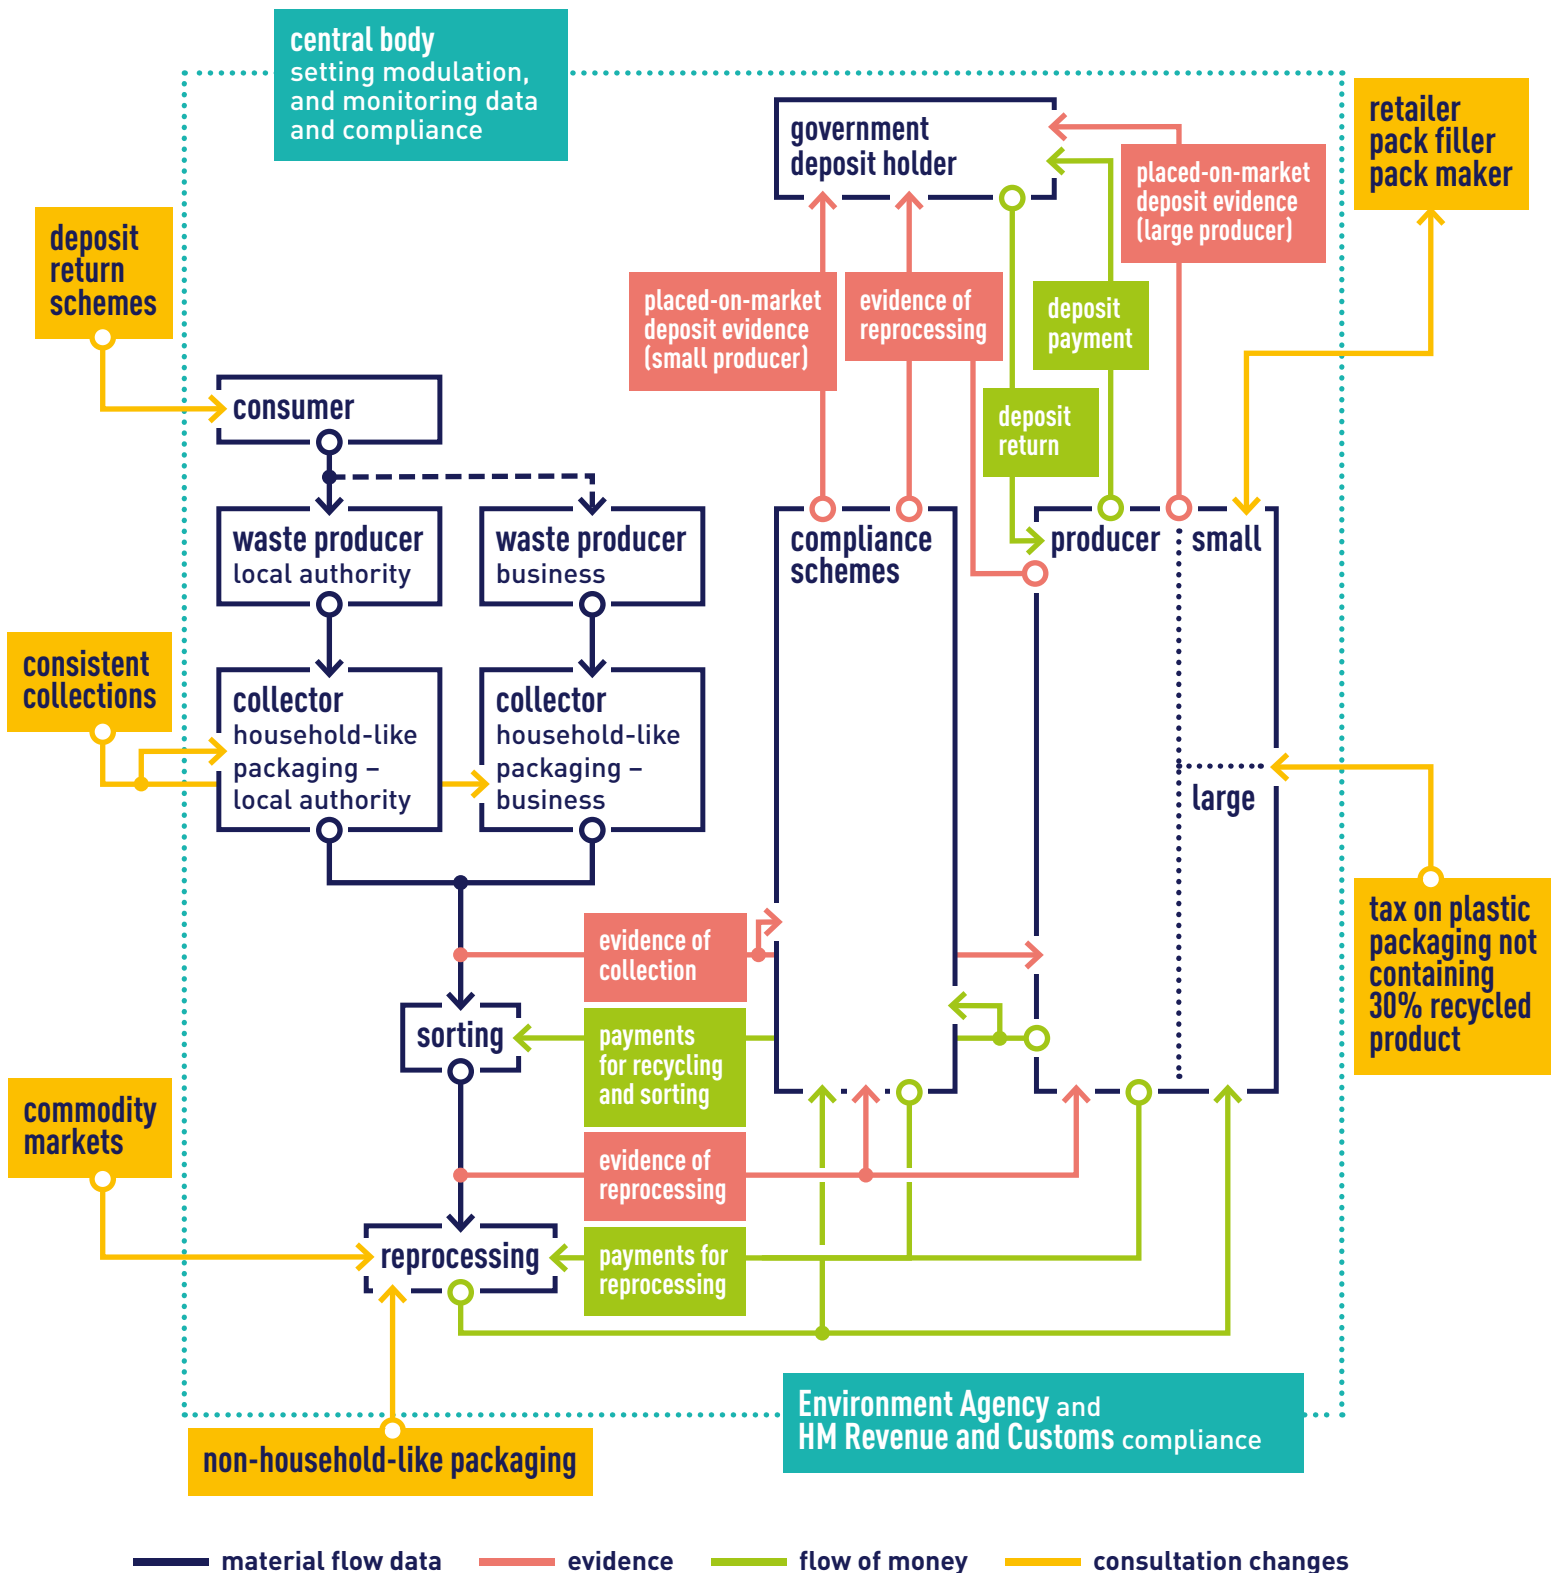 central body
setting modulation,
and monitoring data
and compliance
government
deposit holder
retailer
pack filler
pack maker
placed-on-market
deposit evidence
(large producer)
deposit
return
schemes
placed-on-market
deposit evidence
(small producer)
evidence of
reprocessing
deposit
payment
deposit
return
consumer
waste producer
local authority
waste producer
business
compliance
schemes
producer
small
large
consistent
collections
collector
household-like
packaging –
local authority
collector
household-like
packaging –
business
tax on plastic
packaging not
containing
30% recycled
product
evidence of
collection
sorting
payments
for recycling
and sorting
commodity
markets
evidence of
reprocessing
reprocessing
payments for
reprocessing
Environment Agency and
HM Revenue and Customs compliance
non-household-like packaging
material flow data
evidence
flow of money
consultation changes